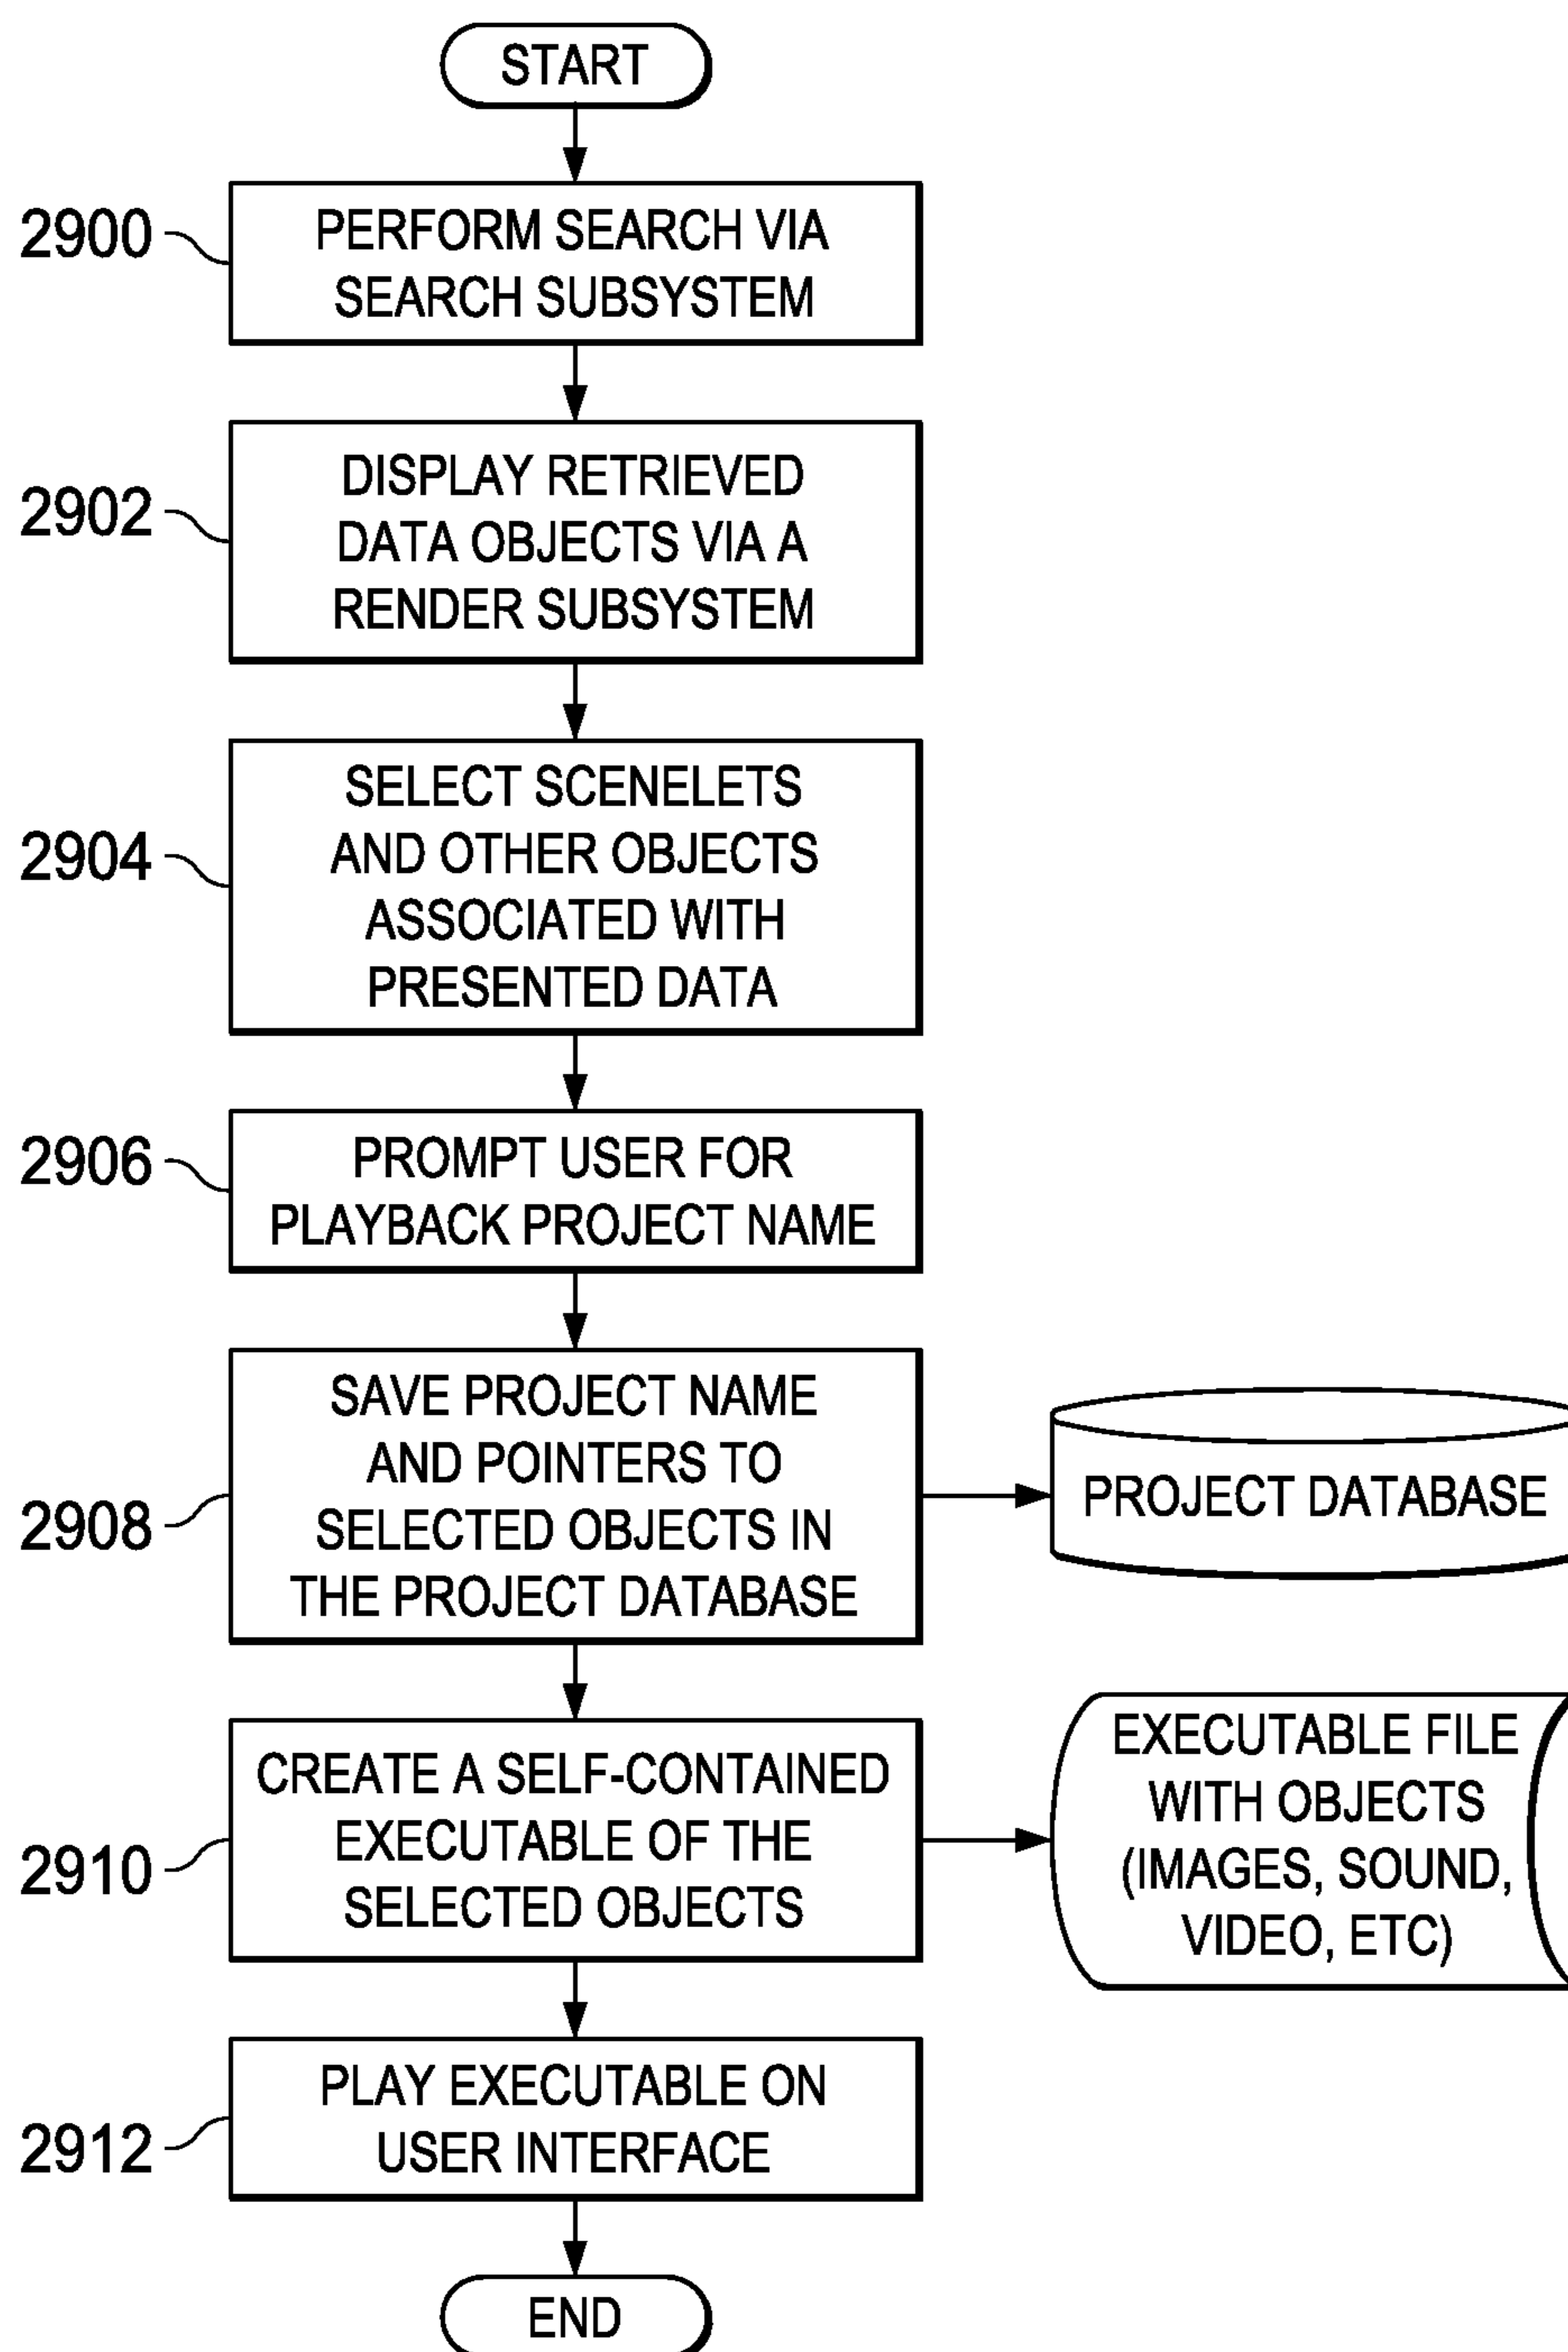 START
2900
PERFORM SEARCH VIA
SEARCH SUBSYSTEM
2902
DISPLAY RETRIEVED
DATA OBJECTS VIA A
RENDER SUBSYSTEM
2904
SELECT SCENELETS
AND OTHER OBJECTS
ASSOCIATED WITH
PRESENTED DATA
2906
PROMPT USER FOR
PLAYBACK PROJECT NAME
2908
SAVE PROJECT NAME
AND POINTERS TO
SELECTED OBJECTS IN
THE PROJECT DATABASE
PROJECT DATABASE
2910
CREATE A SELF-CONTAINED
EXECUTABLE OF THE
SELECTED OBJECTS
EXECUTABLE FILE
WITH OBJECTS
(IMAGES, SOUND,
VIDEO, ETC)
2912
PLAY EXECUTABLE ON
USER INTERFACE
END